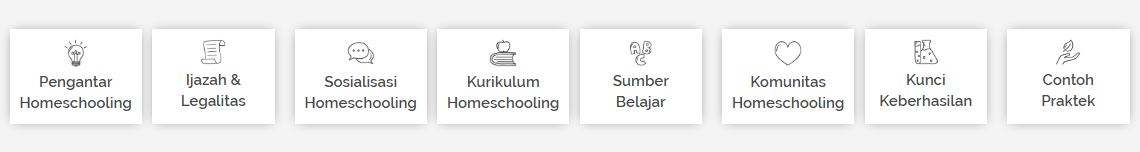 Pengantar
Homeschooling
Ijazah &
Legalitas
Sosialisasi
Homeschooling
Kurikulum
Homeschooling
A B
C
Sumber
Belajar
Komunitas
Homeschooling
Kunci
Keberhasilan
Contoh
Praktek